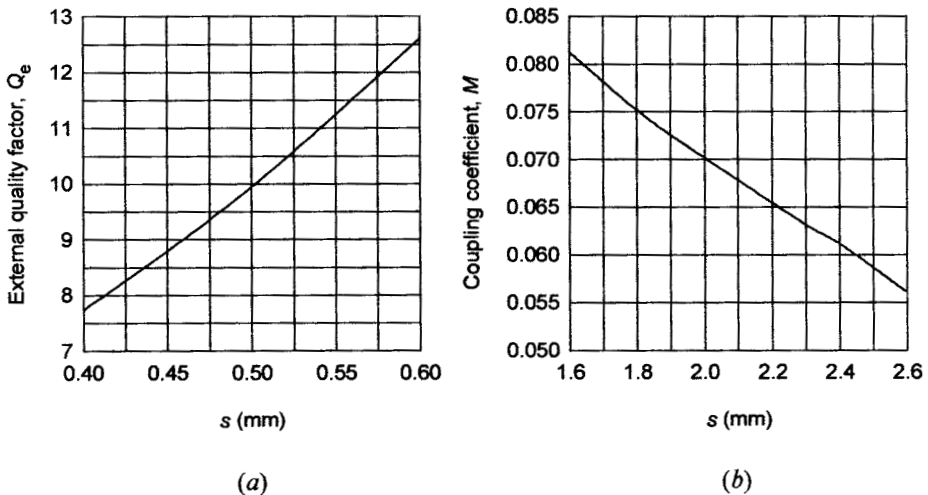 External quality factor, Qe
13
12
11
10
9
8
7
0.40 0.45 0.50 0.55 0.60
s (mm)
(a)
Coupling coefficient, M
0.085
0.080
0.075
0.070
0.065
0.060
0.055
0.050
1.6 1.8 2.0 2.2 2.4 2.6
s (mm)
(b)